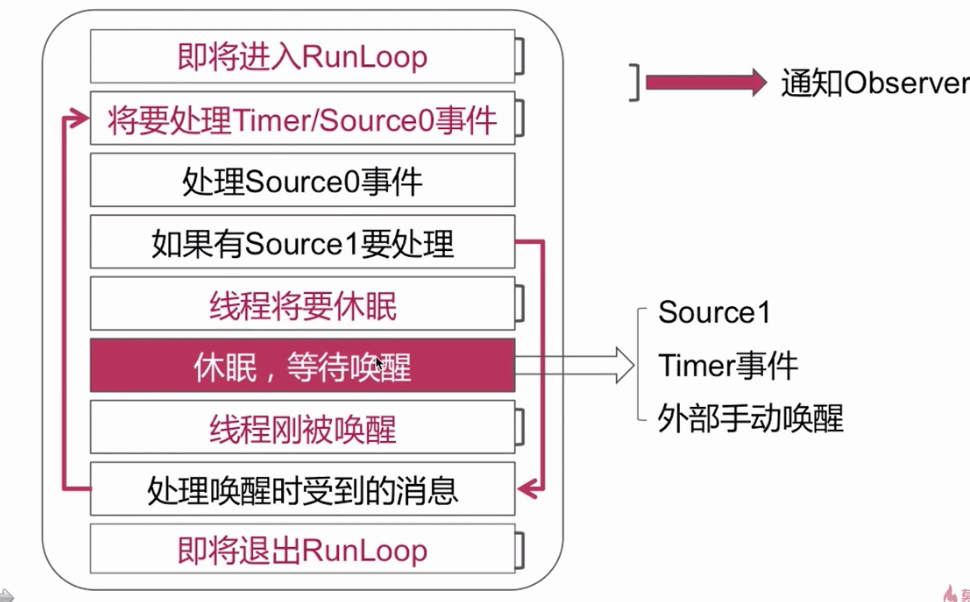 即将进入RunLoop
将要处理Timer/Source0事件
处理Source0事件
如果有Source1要处理
线程将要休眠
休眠，等待唤醒
线程刚被唤醒
处理唤醒时受到的消息
即将退出RunLoop
通知Observer
Source1
Timer事件
外部手动唤醒